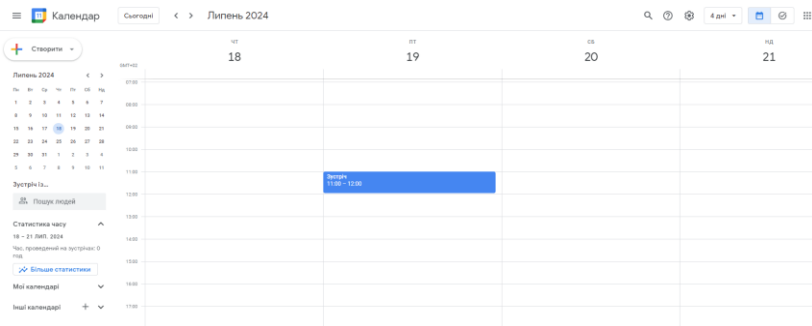 Календар
Сьогодні
Липень 2024
4 дні
Створити
ЧТ
ПТ
СБ
НД
18
19
20
21
GMT+02
Липень 2024
Пн Вт Ср Чт Пт Сб Нд
1 2 3 4 5 6 7
8 9 10 11 12 13 14
15 16 17 18 19 20 21
22 23 24 25 26 27 28
29 30 31 1 2 3 4
5 6 7 8 9 10 11
07:00
08:00
09:00
10:00
11:00
12:00
13:00
14:00
15:00
16:00
17:00
Зустріч
11:00 – 12:00
Зустріч із...
Пошук людей
Статистика часу
18 – 21 ЛИП. 2024
Час, проведений на зустрічах: 0
год.
Більше статистики
Мої календарі
Інші календарі